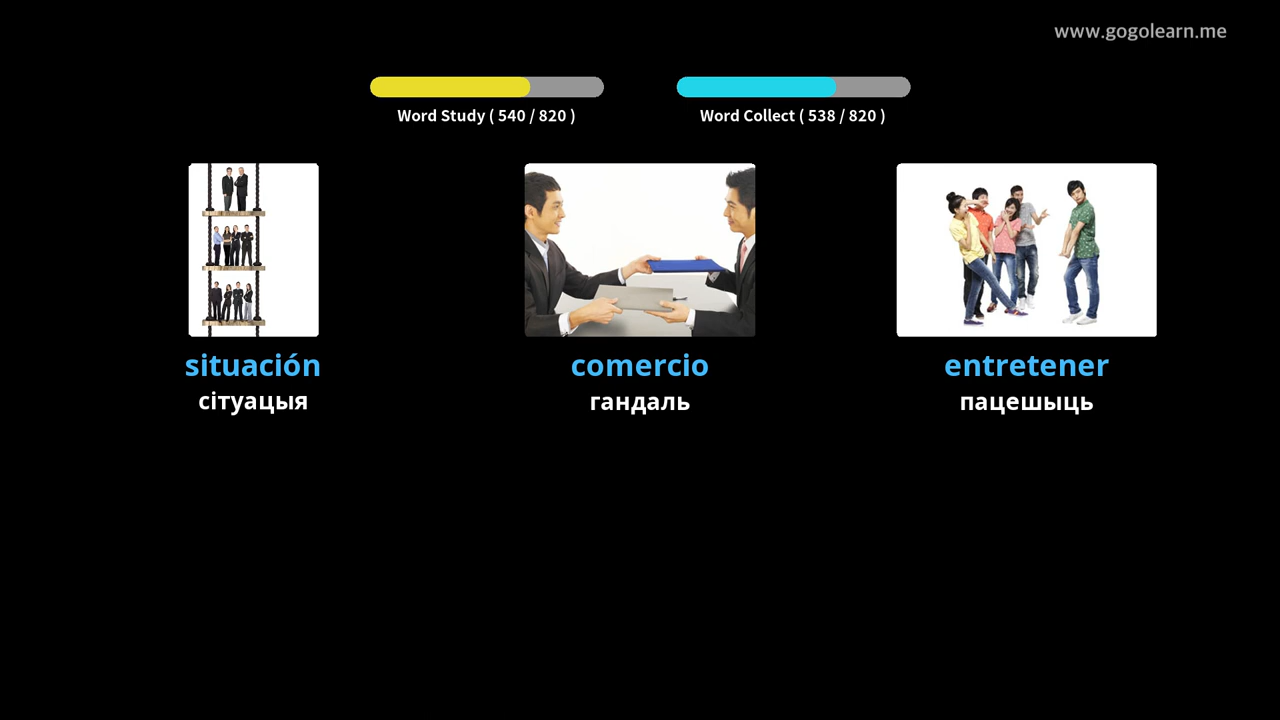 www.gogolearn.me
Word Study ( 540 / 820 )
Word Collect ( 538 / 820 )
situación
сітуацыя
comercio
гандаль
entretener
пацешыць